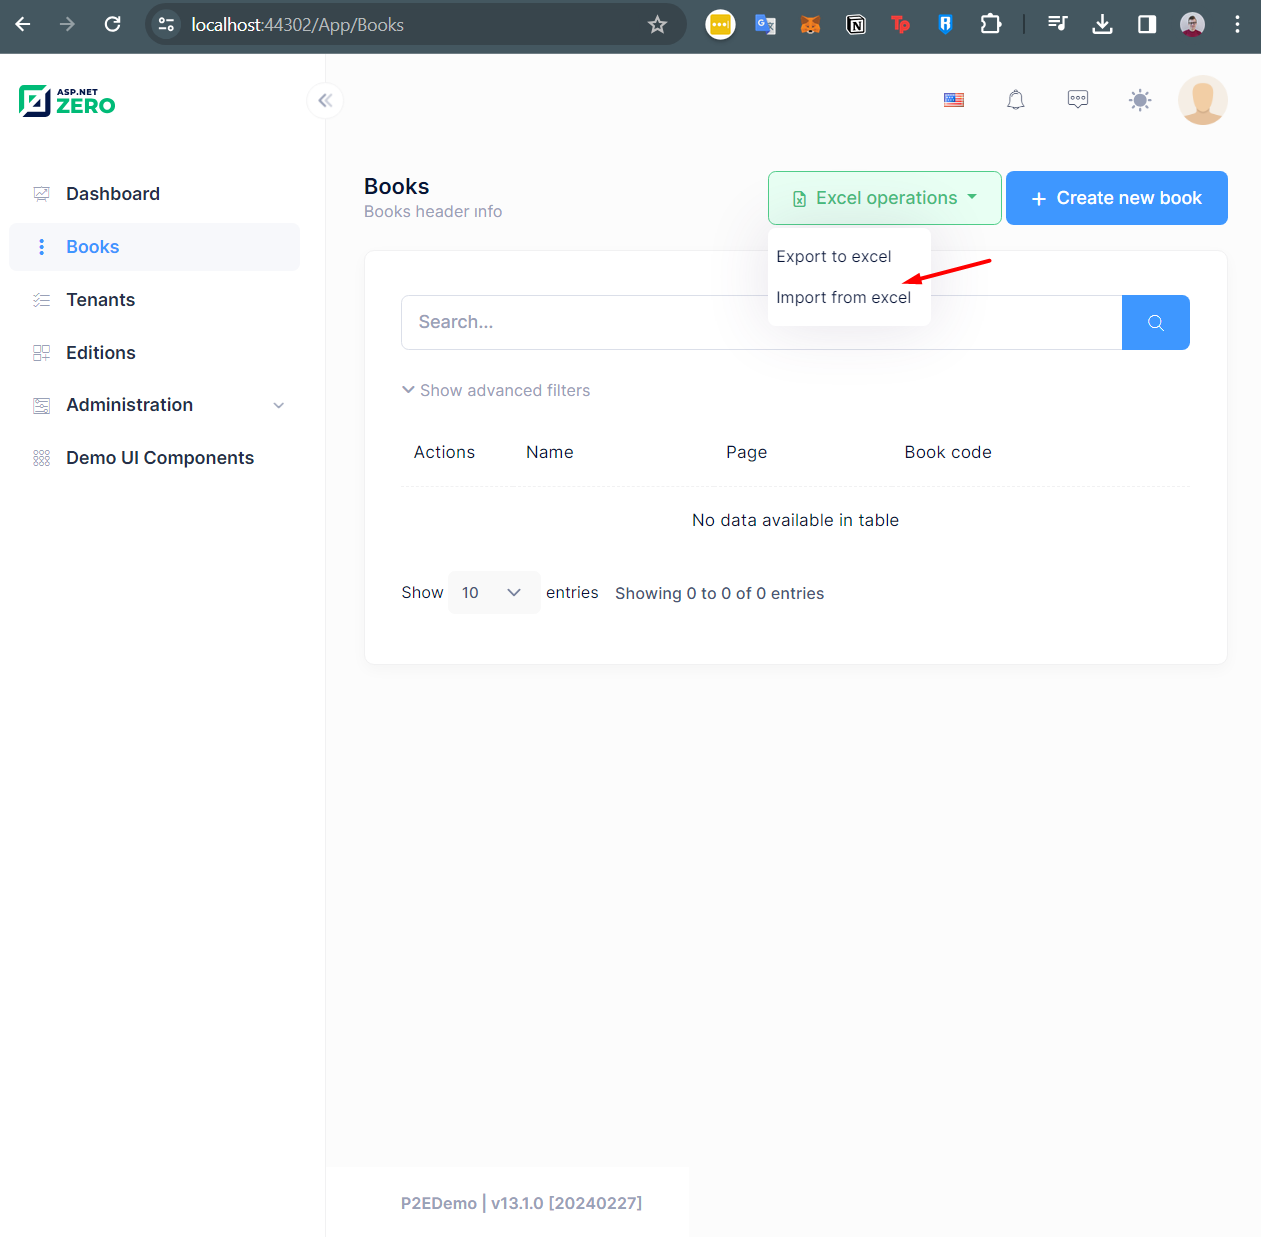 localhost:44302/App/Books
ASP.NET
ZERO
Dashboard
Books
Tenants
Editions
Administration
Demo UI Components
Books
Books header ınfo
Excel operations
Create new book
Export to excel
Import from excel
Search...
Show advanced filters
Actions Name Page Book code
No data available in table
Show 10 entries Showing 0 to 0 of 0 entries
P2EDemo | v13.1.0 [20240227]